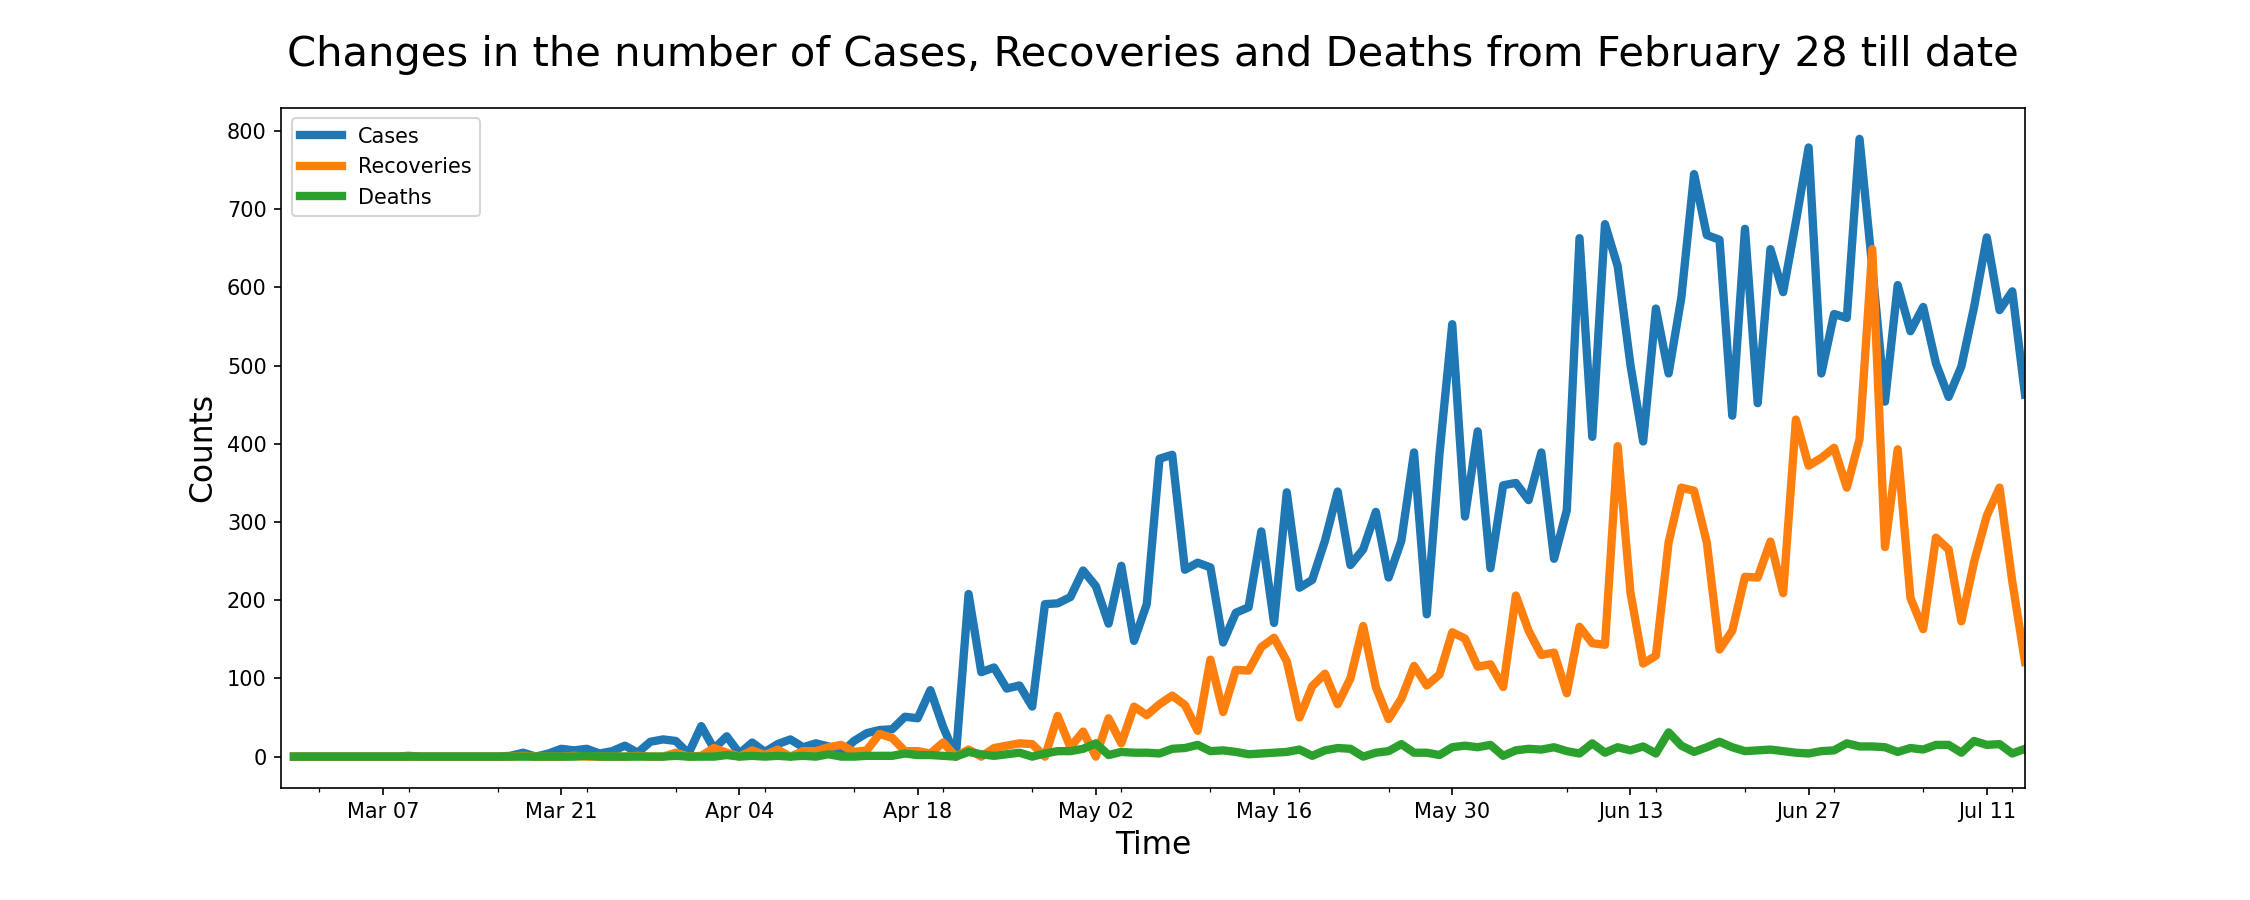 Changes in the number of Cases, Recoveries and Deaths from February 28 till date
Cases
Recoveries
Deaths
800
700
600
500
400
300
200
100
0
Counts
Mar 07 Mar 21 Apr 04 Apr 18 May 02 May 16 May 30 Jun 13 Jun 27 Jul 11
Time